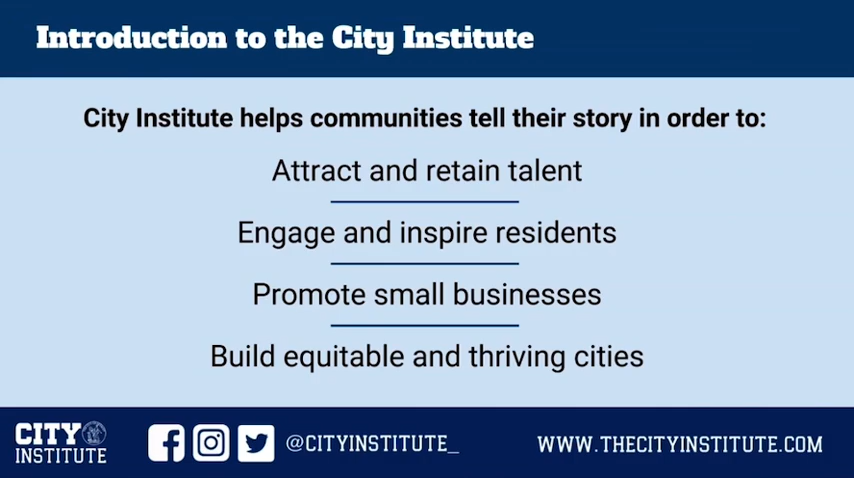 Introduction to the City Institute
City Institute helps communities tell their story in order to:
Attract and retain talent
Engage and inspire residents
Promote small businesses
Build equitable and thriving cities
CITY
INSTITUTE
@CITYINSTITUTE_
WWW.THECITYINSTITUTE.COM